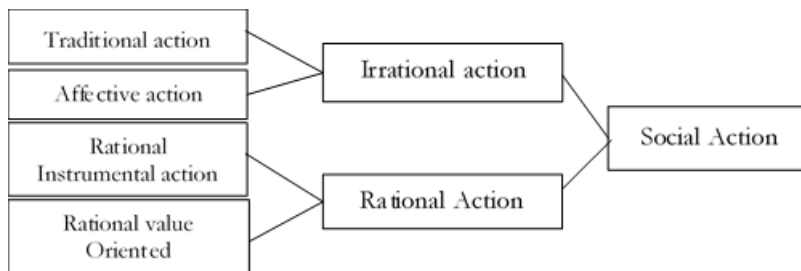 Traditional action
Affective action
Rational
Instrumental action
Rational value
Oriented
Irrational action
Rational Action
Social Action